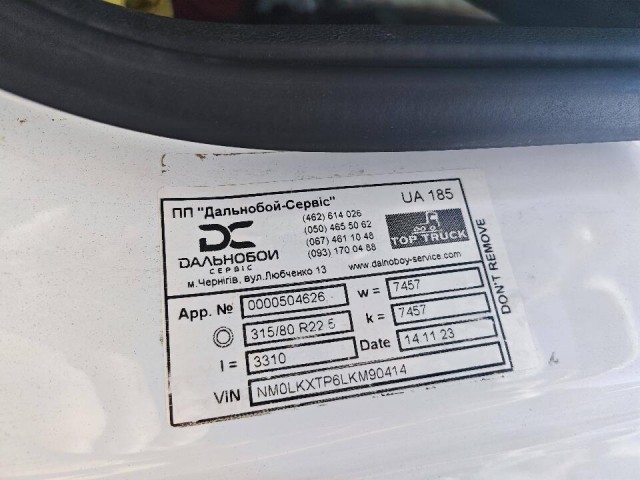 ПП "Дальнобой-Сервіс"
UA 185
(462) 614 026
(050) 465 50 62
(067) 461 10 48
(093) 170 04 88
DC
ДАЛЬНОБОЙ
СЕРВІС
TOP TRUCK
www.dalnoboy-service.com
м.Чернігів, вул.Любченко 13
DON'T REMOVE
App. № 0000504626 w = 7457
315/80 R22 5 k = 7457
l = 3310 Date 14 11 23
ViN NM0LKXTP6LKM90414